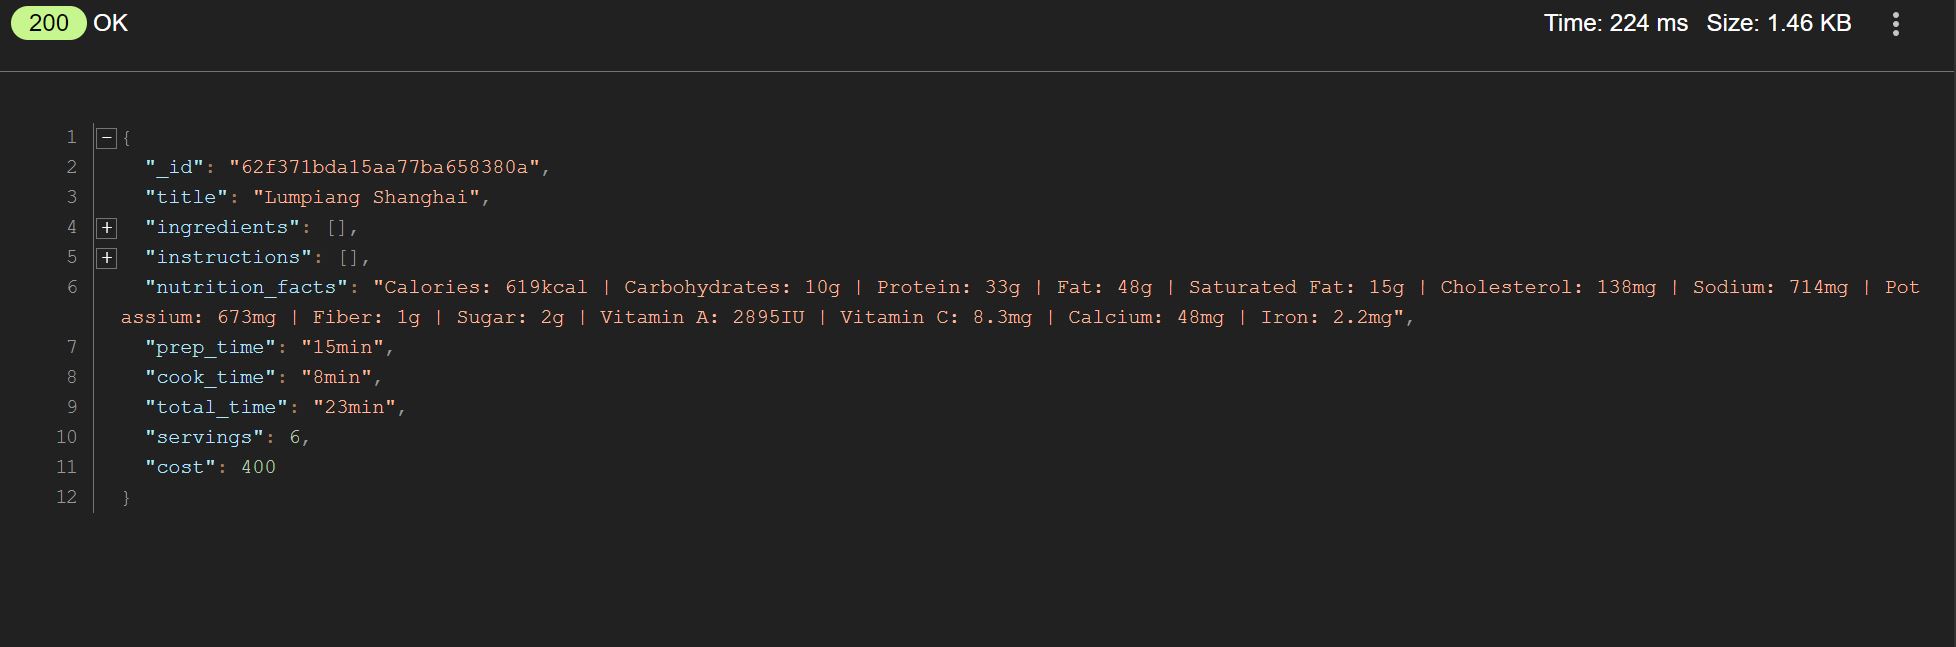 200 OK Time: 224 ms Size: 1.46 KB
1 {
2 "_id": "62f371bda15aa77ba658380a",
3 "title": "Lumpiang Shanghai",
4 "ingredients": [],
5 "instructions": [],
6 "nutrition_facts": "Calories: 619kcal | Carbohydrates: 10g | Protein: 33g | Fat: 48g | Saturated Fat: 15g | Cholesterol: 138mg | Sodium: 714mg | Pot
assium: 673mg | Fiber: 1g | Sugar: 2g | Vitamin A: 2895IU | Vitamin C: 8.3mg | Calcium: 48mg | Iron: 2.2mg",
7 "prep_time": "15min",
8 "cook_time": "8min",
9 "total_time": "23min",
10 "servings": 6,
11 "cost": 400
12 }